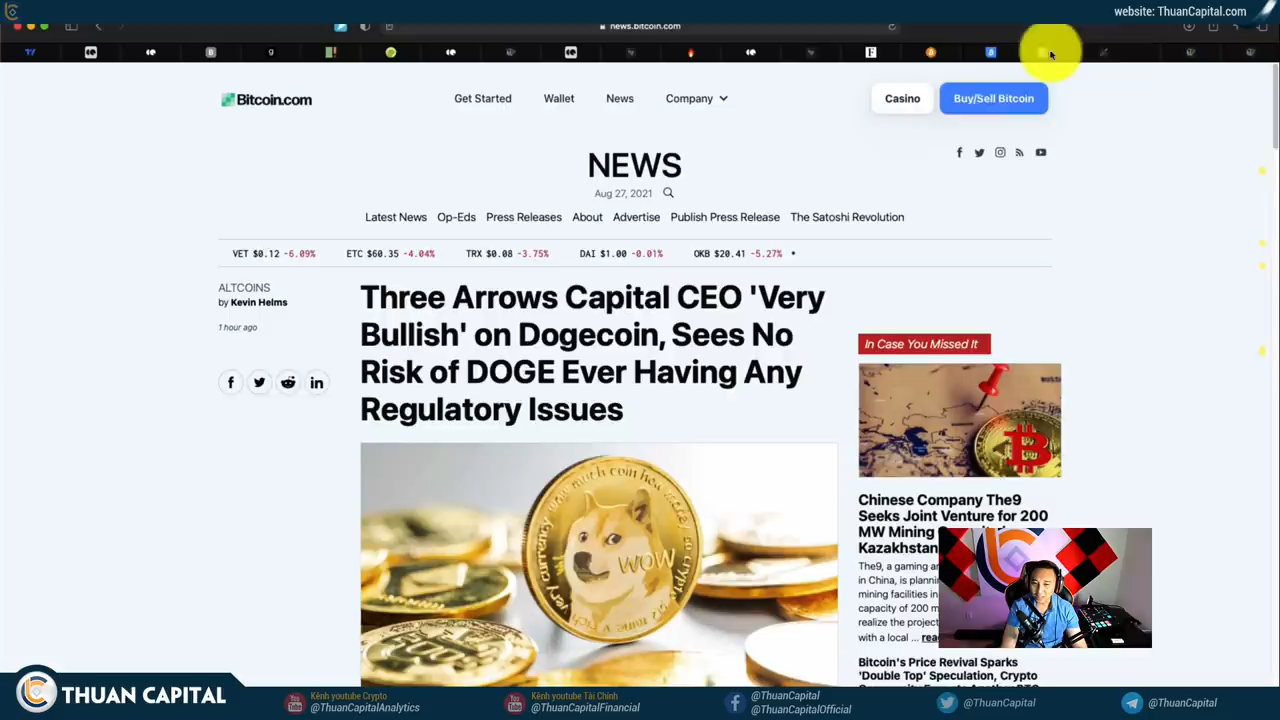 website: ThuanCapital.com
news.bitcoin.com
Bitcoin.com
Get Started
Wallet
News
Company
Casino
Buy/Sell Bitcoin
NEWS
Aug 27, 2021
Latest News
Op-Eds
Press Releases
About
Advertise
Publish Press Release
The Satoshi Revolution
VET $0.12 -6.09%
ETC $60.35 -4.04%
TRX $0.08 -3.75%
DAI $1.00 -0.01%
OKB $20.41 -5.27%
ALTCOINS
by Kevin Helms
1 hour ago
Three Arrows Capital CEO 'Very
Bullish' on Dogecoin, Sees No
Risk of DOGE Ever Having Any
Regulatory Issues
WOW
In Case You Missed It
Chinese Company The9
Seeks Joint Venture for 200
MW Mining
Kazakhstan
The9, a gaming
in China, is
mining facilities
capacity of 200
realize the
with a local ...
Bitcoin's Price Revival Sparks
'Double Top' Speculation, Crypto
THUAN CAPITAL
Kênh youtube Crypto
@ThuanCapitalAnalytics
Kênh youtube Tài Chính
@ThuanCapitalFinancial
@ThuanCapital
@ThuanCapitalOfficial
@ThuanCapital
@ThuanCapital